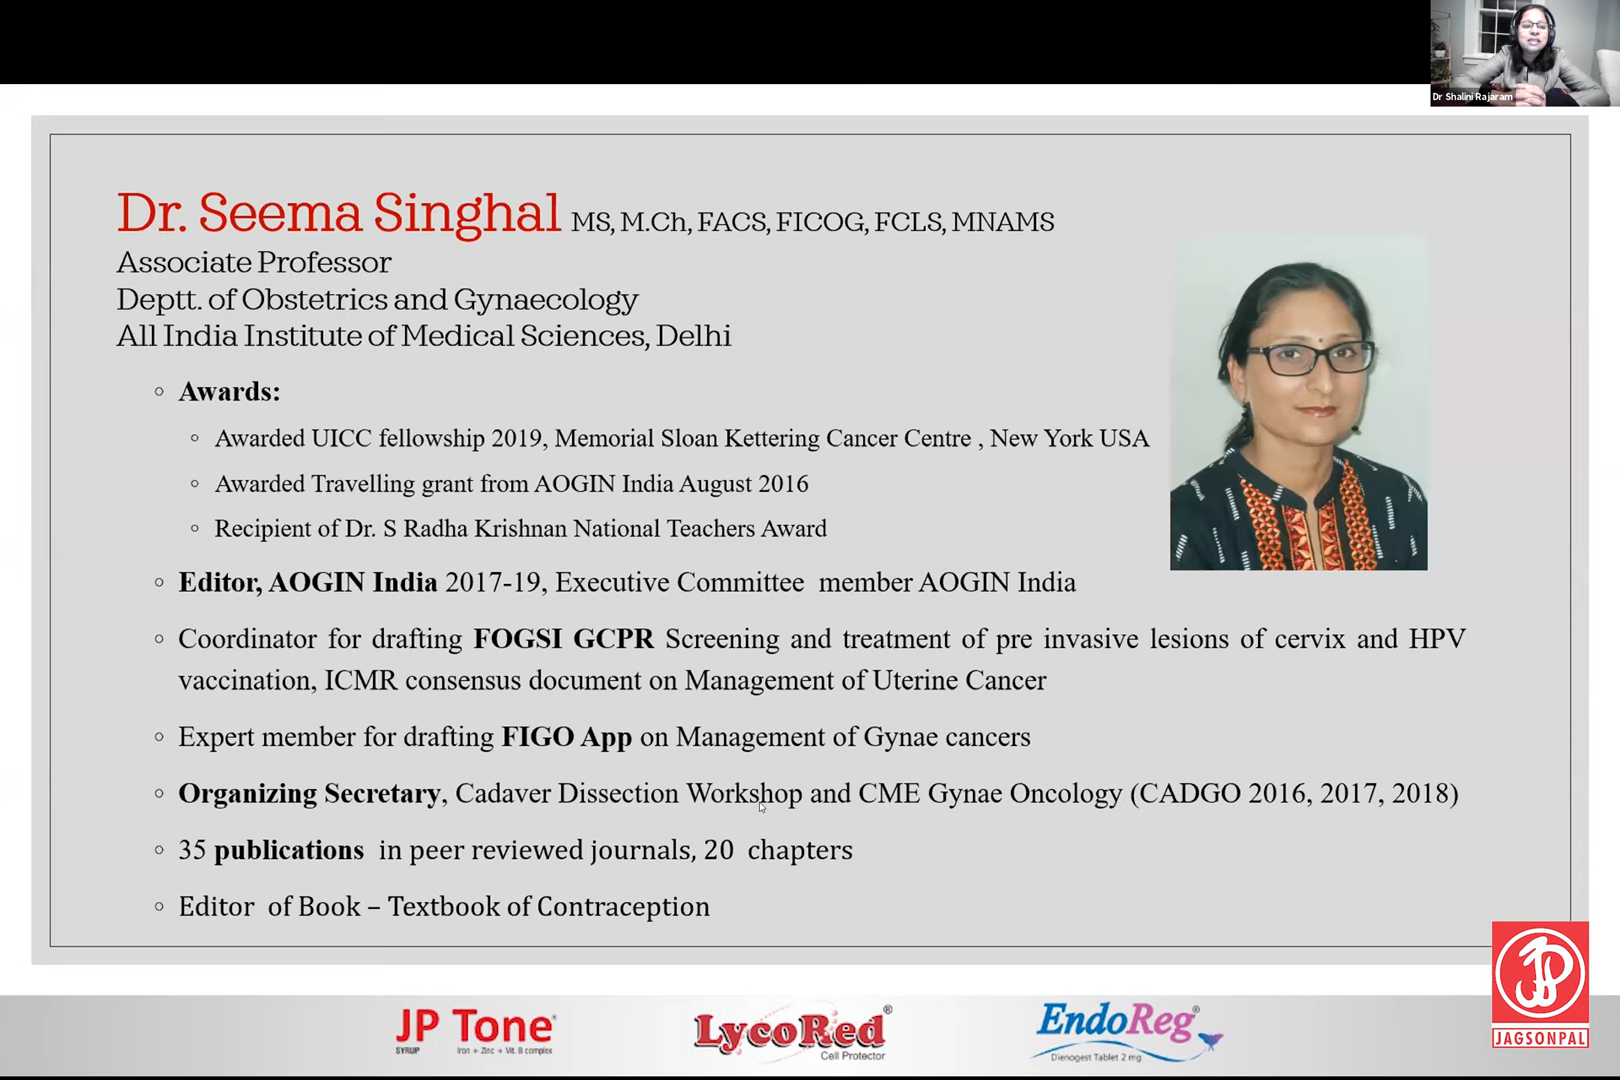 Dr Shalini Rajaram
Dr. Seema Singhal MS, M.Ch, FACS, FICOG, FCLS, MNAMS
Associate Professor
Deptt. of Obstetrics and Gynaecology
All India Institute of Medical Sciences, Delhi
Awards:
Awarded UICC fellowship 2019, Memorial Sloan Kettering Cancer Centre , New York USA
Awarded Travelling grant from AOGIN India August 2016
Recipient of Dr. S Radha Krishnan National Teachers Award
Editor, AOGIN India 2017-19, Executive Committee member AOGIN India
Coordinator for drafting FOGSI GCPR Screening and treatment of pre invasive lesions of cervix and HPV
vaccination, ICMR consensus document on Management of Uterine Cancer
Expert member for drafting FIGO App on Management of Gynae cancers
Organizing Secretary, Cadaver Dissection Workshop and CME Gynae Oncology (CADGO 2016, 2017, 2018)
35 publications in peer reviewed journals, 20 chapters
Editor of Book – Textbook of Contraception
JP Tone
SYRUP Iron + Zinc + Vit. B complex
LycoRed®
Cell Protector
EndoReg®
Dienogest Tablet 2 mg
JAGSONPAL